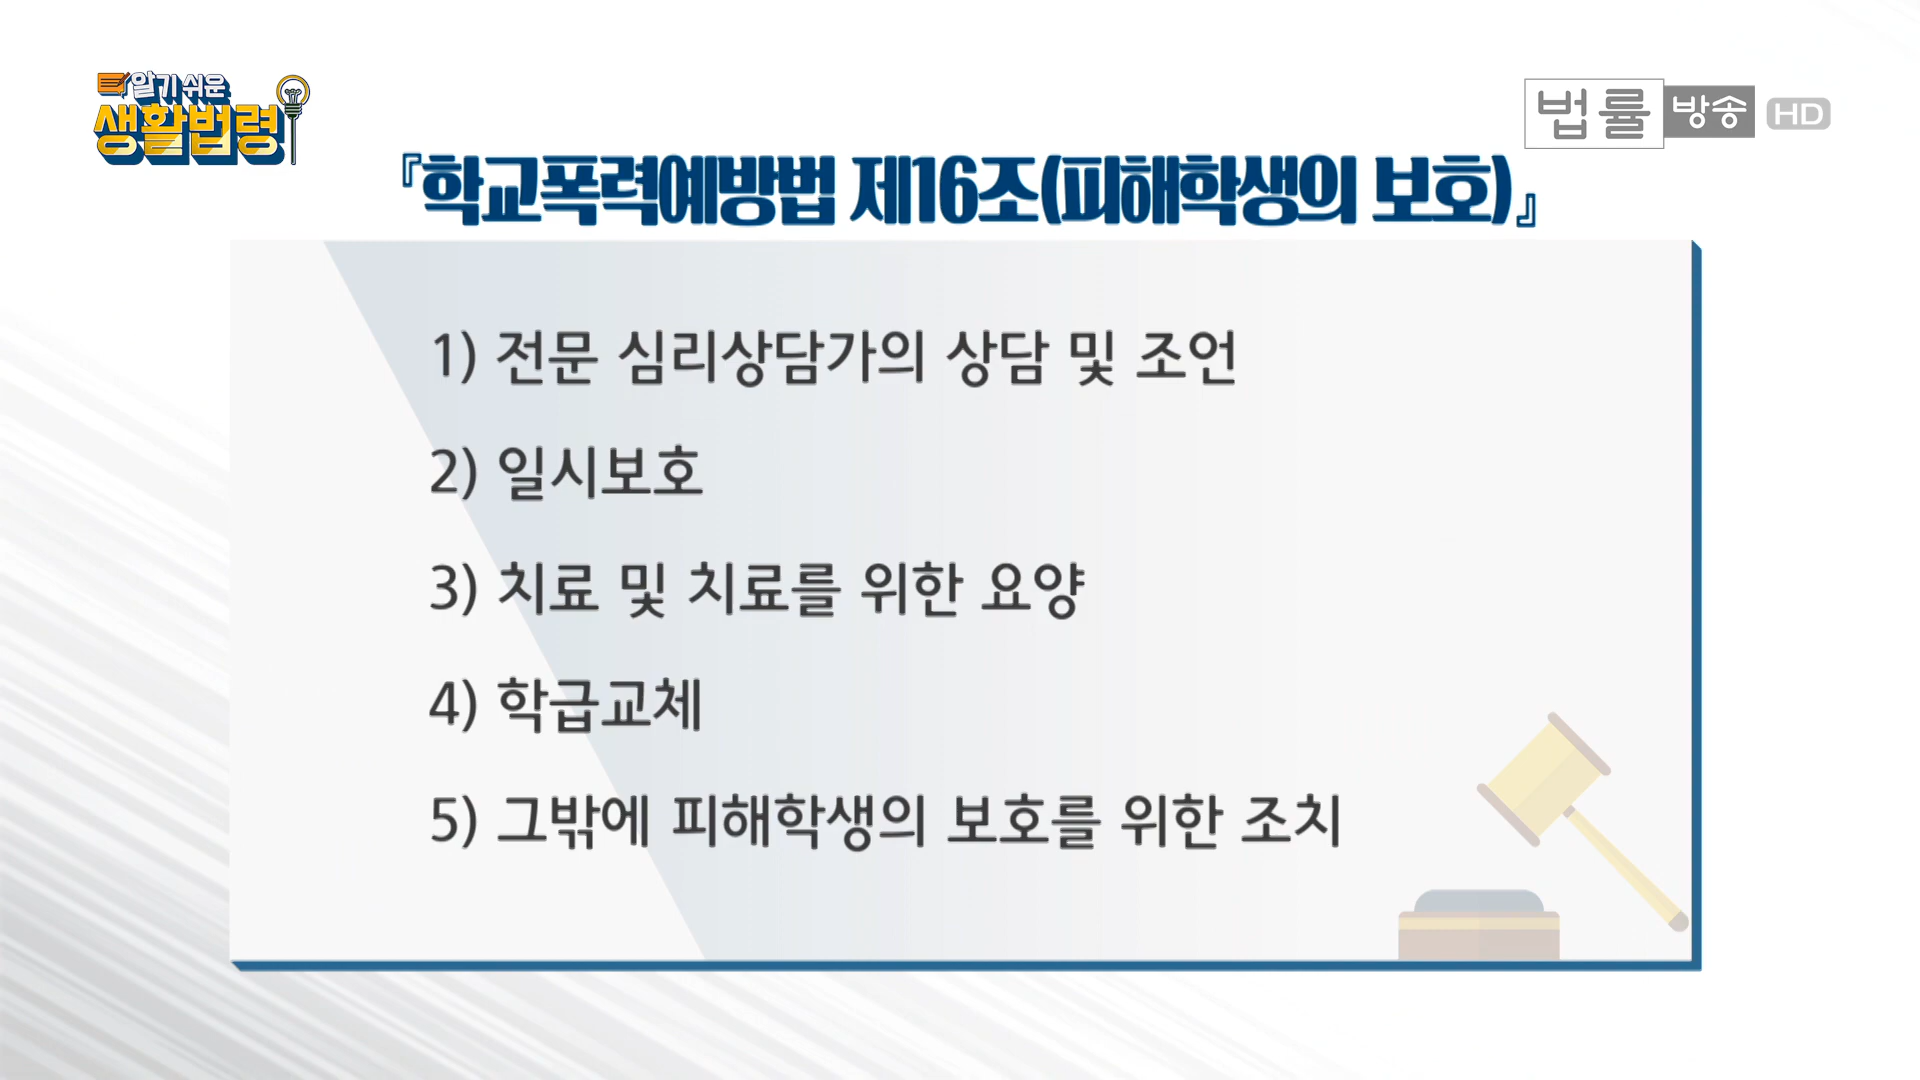 알기 쉬운
생활법령
법률방송 HD
『학교폭력예방법 제16조(피해학생의 보호)』
1) 전문 심리상담가의 상담 및 조언
2) 일시보호
3) 치료 및 치료를 위한 요양
4) 학급교체
5) 그밖에 피해학생의 보호를 위한 조치